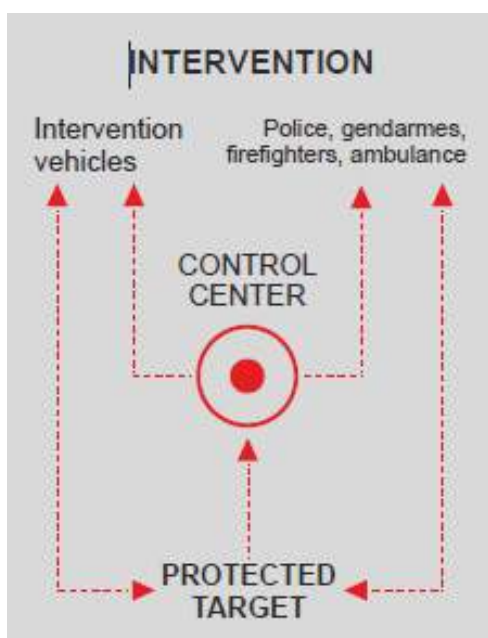 INTERVENTION
Intervention
vehicles
Police, gendarmes,
firefighters, ambulance
CONTROL
CENTER
PROTECTED
TARGET